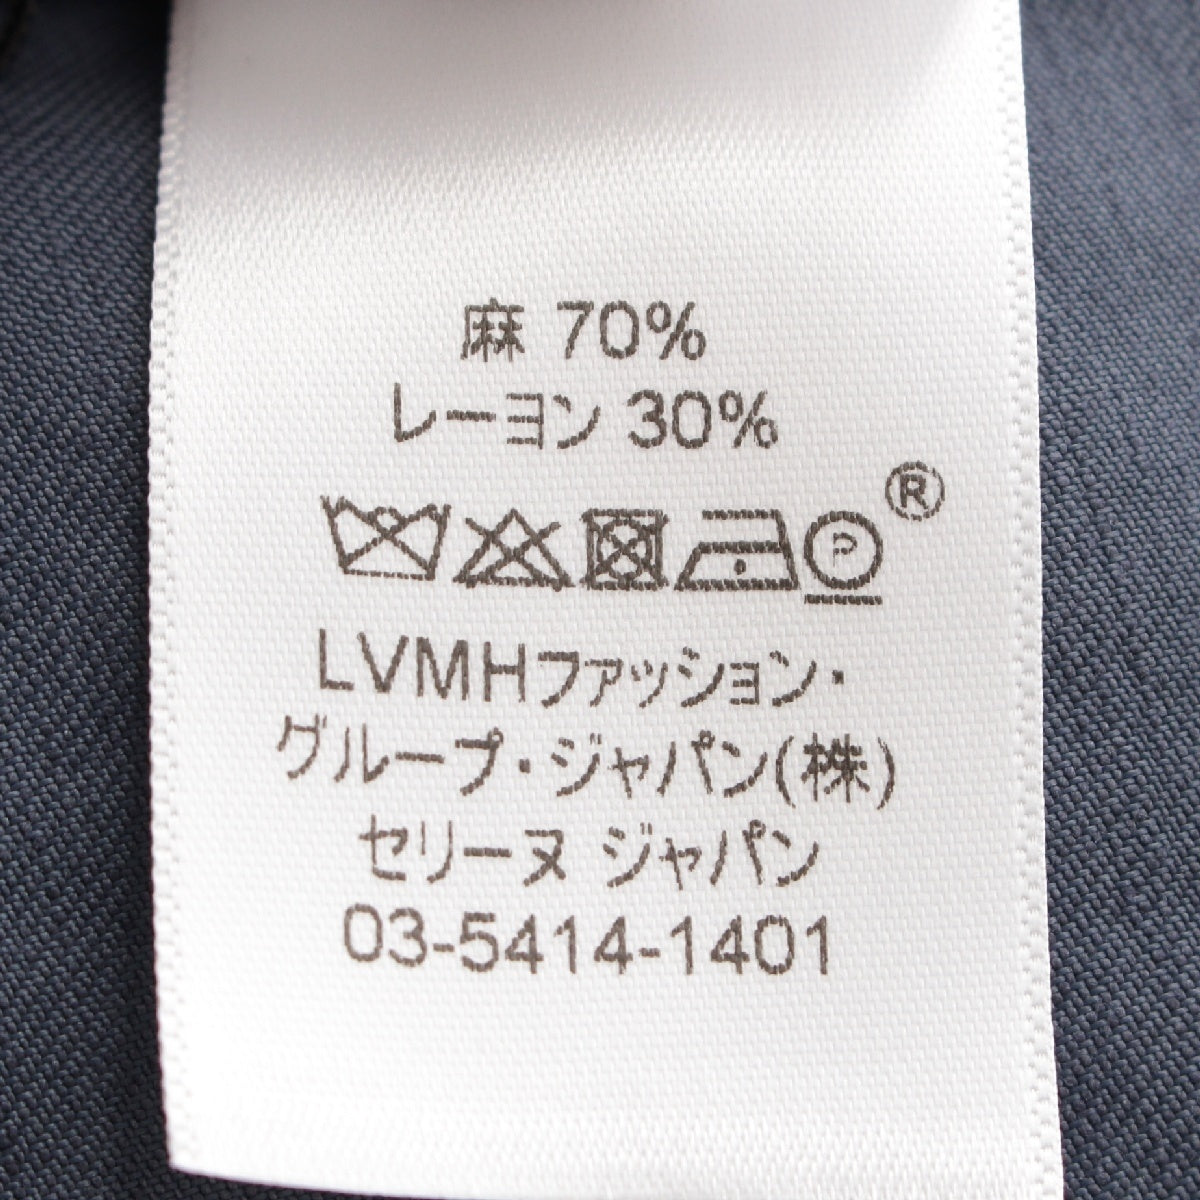 麻 70%
レーヨン 30%
P ®
LVMHファッション・
グループ・ジャパン(株)
セリーヌ ジャパン
03-5414-1401